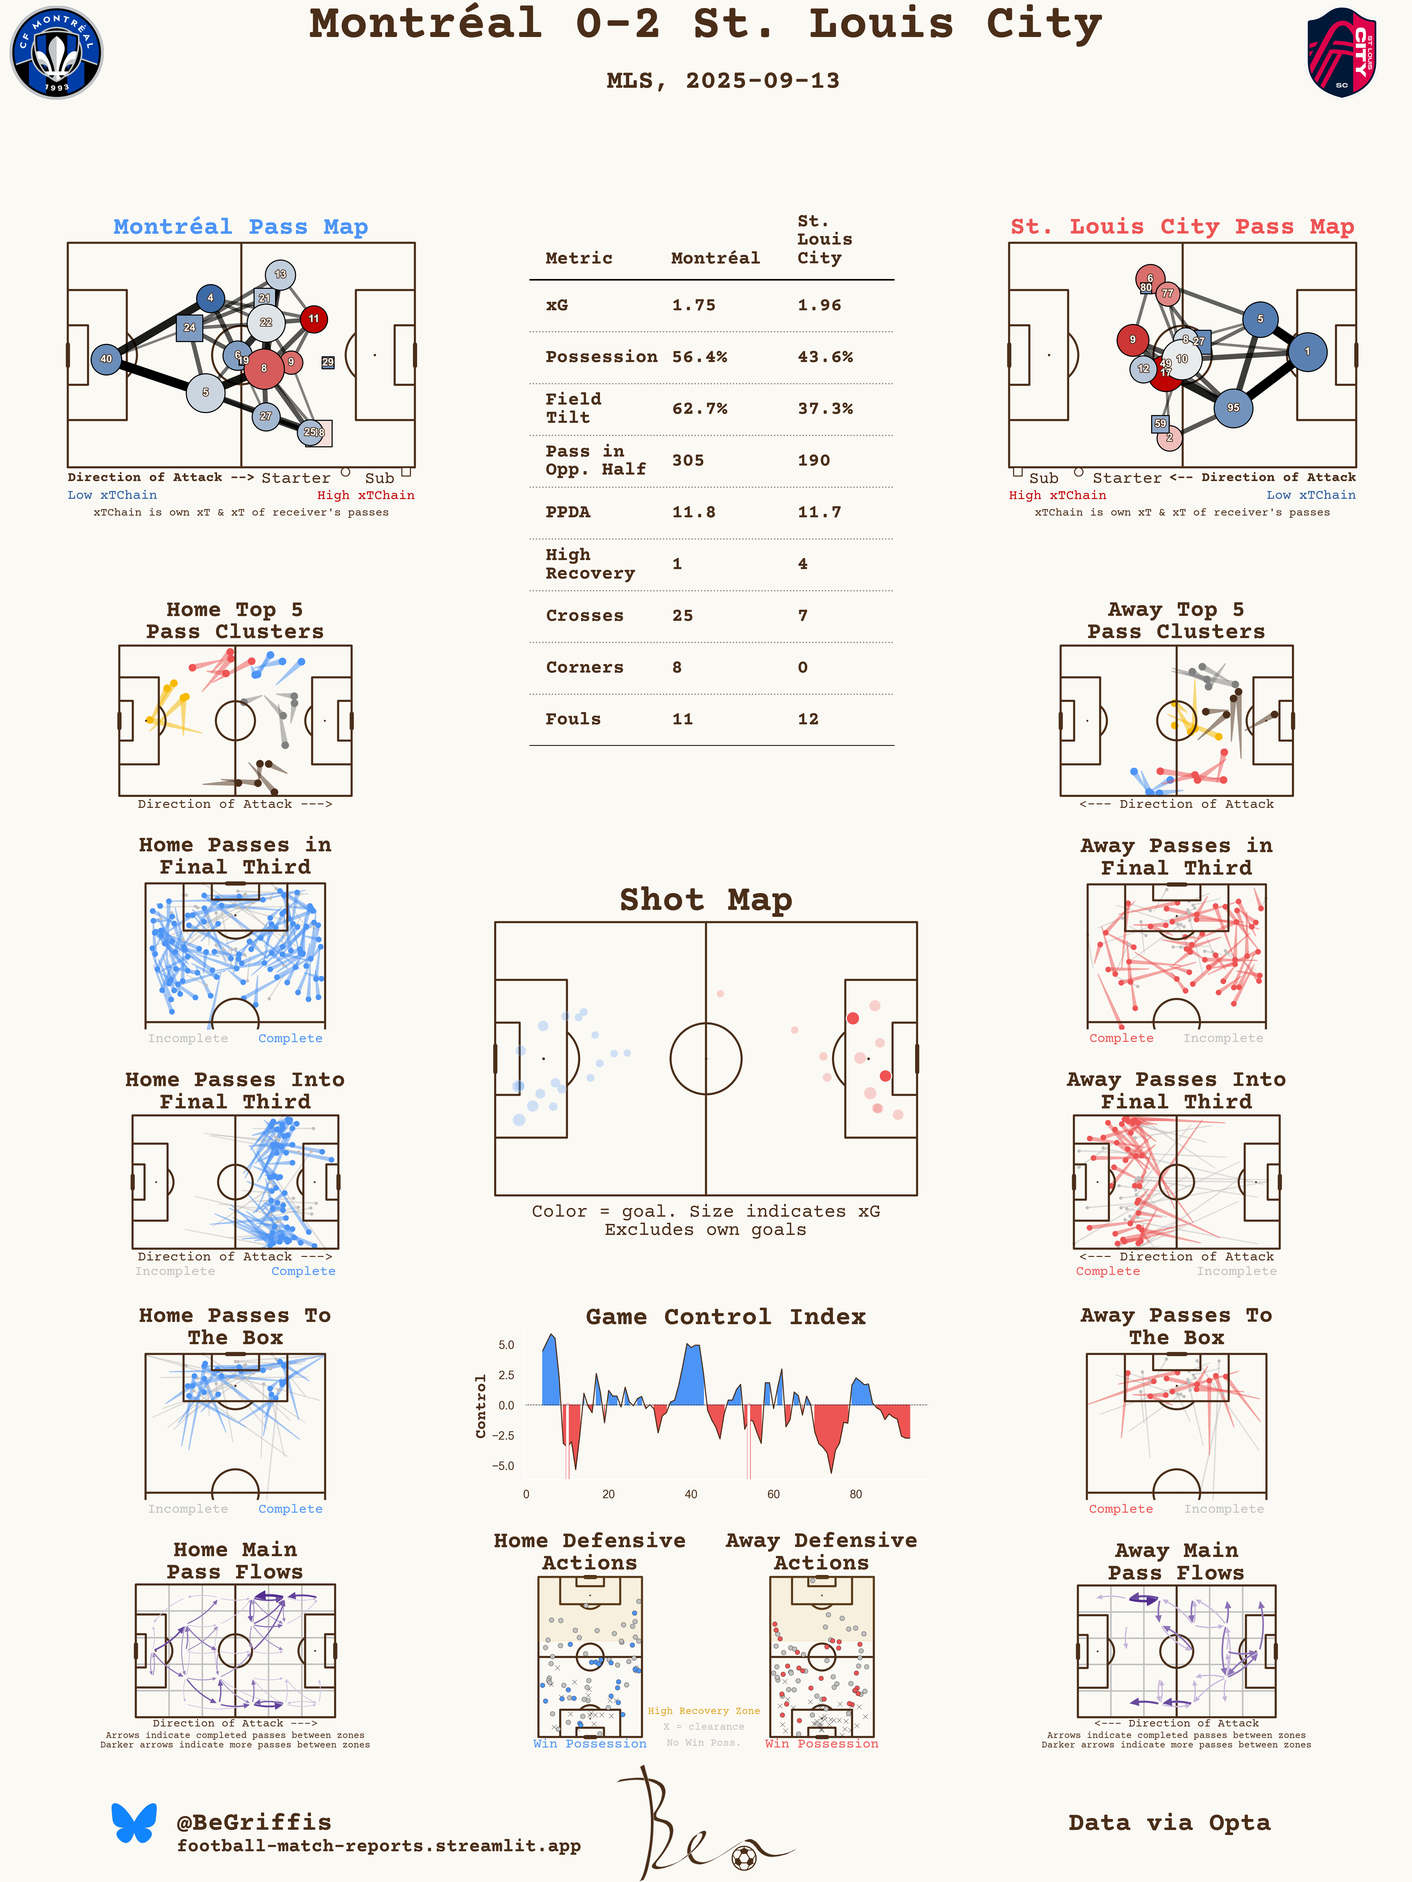 Montréal 0-2 St. Louis City
MLS, 2025-09-13
CF MONTRÉAL
1993
ST LOUIS
CITY
SC
Montréal Pass Map
13
4
21
24
22
11
40
6
19
8
9
29
5
27
25
Direction of Attack --> Starter Sub
Low xTChain High xTChain
xTChain is own xT & xT of receiver's passes
Metric Montréal St. Louis City
xG 1.75 1.96
Possession 56.4% 43.6%
Field Tilt 62.7% 37.3%
Pass in Opp. Half 305 190
PPDA 11.8 11.7
High Recovery 1 4
Crosses 25 7
Corners 8 0
Fouls 11 12
St. Louis City Pass Map
6
80
77
5
9
8
27
1
10
49
12
17
95
59
2
Sub Starter <-- Direction of Attack
High xTChain Low xTChain
xTChain is own xT & xT of receiver's passes
Home Top 5
Pass Clusters
Direction of Attack --->
Away Top 5
Pass Clusters
<--- Direction of Attack
Home Passes in
Final Third
Incomplete Complete
Away Passes in
Final Third
Complete Incomplete
Shot Map
Color = goal. Size indicates xG
Excludes own goals
Home Passes Into
Final Third
Direction of Attack --->
Incomplete Complete
Away Passes Into
Final Third
<--- Direction of Attack
Complete Incomplete
Home Passes To
The Box
Incomplete Complete
Game Control Index
Control
5.0
2.5
0.0
−2.5
−5.0
0 20 40 60 80
Away Passes To
The Box
Complete Incomplete
Home Main
Pass Flows
Direction of Attack --->
Arrows indicate completed passes between zones
Darker arrows indicate more passes between zones
Home Defensive
Actions
Win Possession
High Recovery Zone
X = clearance
No Win Poss.
Away Defensive
Actions
Win Possession
Away Main
Pass Flows
<--- Direction of Attack
Arrows indicate completed passes between zones
Darker arrows indicate more passes between zones
@BeGriffis
football-match-reports.streamlit.app
Ben
Data via Opta